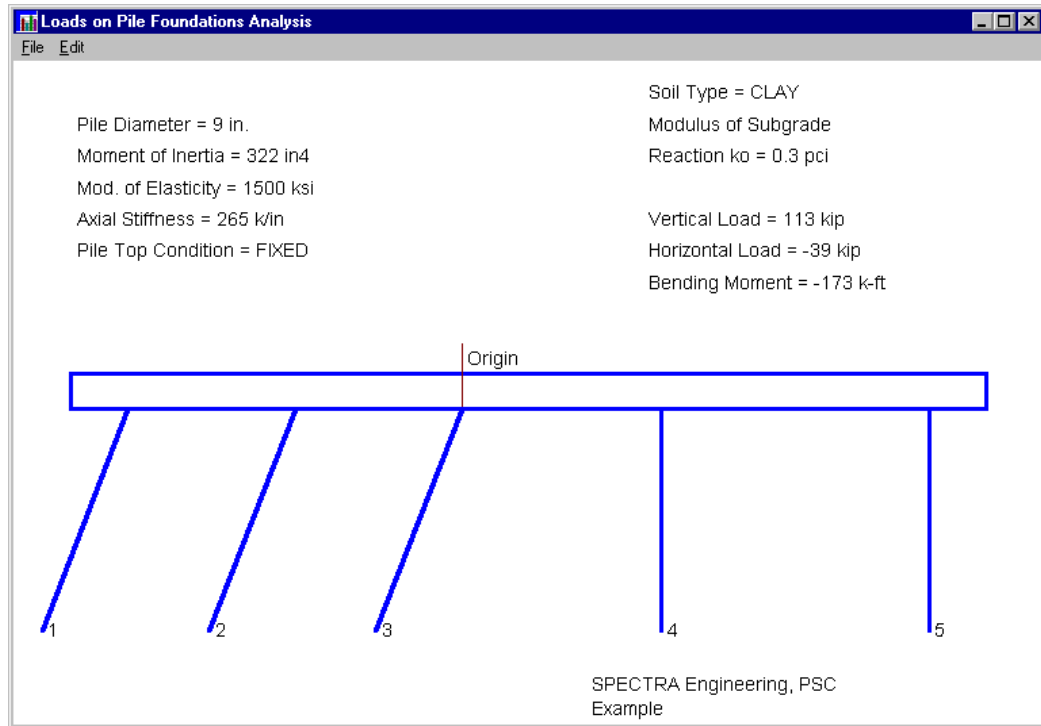 Loads on Pile Foundations Analysis
File Edit
Pile Diameter = 9 in.
Moment of Inertia = 322 in4
Mod. of Elasticity = 1500 ksi
Axial Stiffness = 265 k/in
Pile Top Condition = FIXED
Soil Type = CLAY
Modulus of Subgrade
Reaction ko = 0.3 pci
Vertical Load = 113 kip
Horizontal Load = -39 kip
Bending Moment = -173 k-ft
Origin
1 2 3 4 5
SPECTRA Engineering, PSC
Example